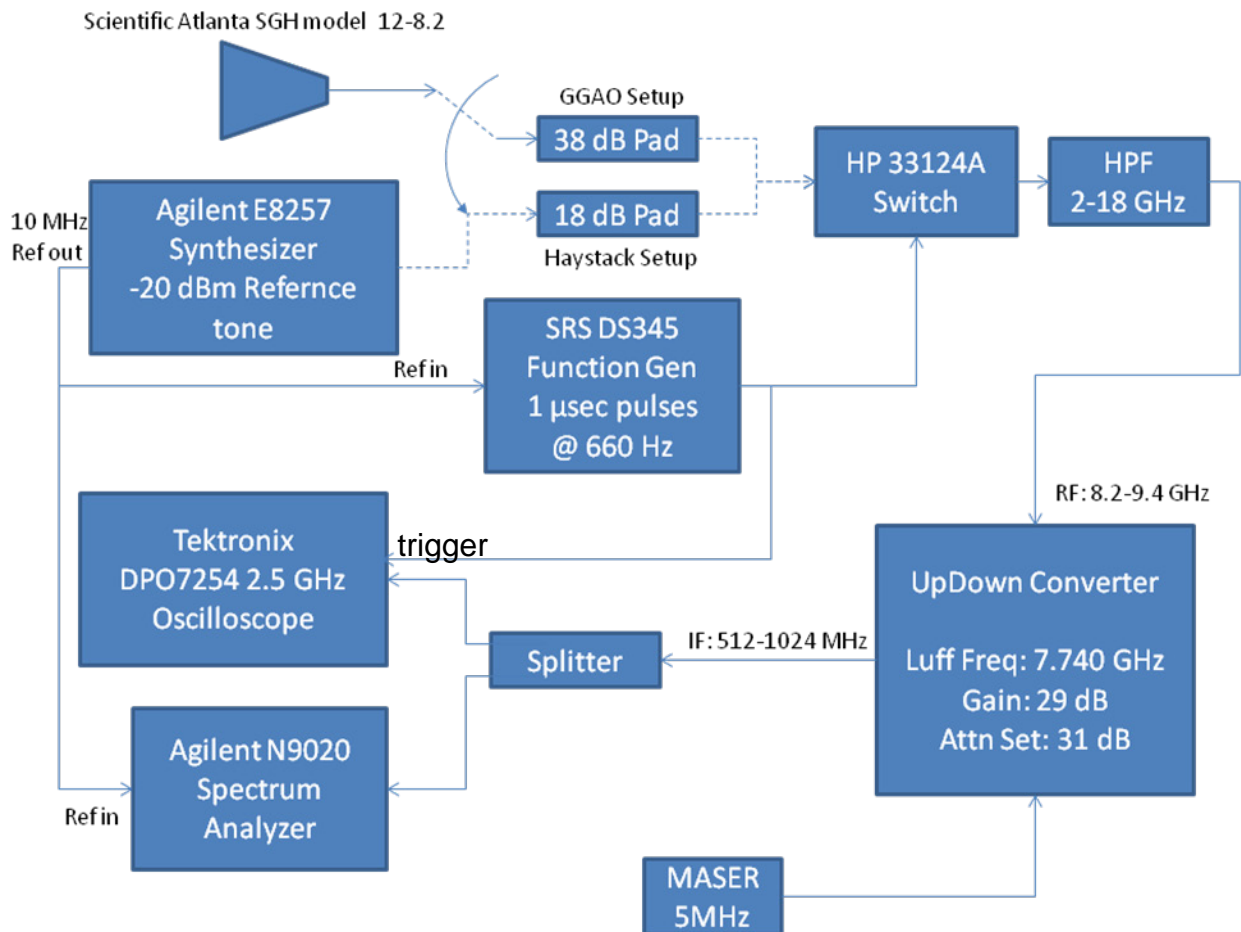 Scientific Atlanta SGH model 12-8.2
GGAO Setup
38 dB Pad
18 dB Pad
Haystack Setup
HP 33124A
Switch
HPF
2-18 GHz
10 MHz
Ref out
Agilent E8257
Synthesizer
-20 dBm Refernce
tone
Ref in
SRS DS345
Function Gen
1 μsec pulses
@ 660 Hz
RF: 8.2-9.4 GHz
Tektronix
DPO7254 2.5 GHz
Oscilloscope
trigger
UpDown Converter
Luff Freq: 7.740 GHz
Gain: 29 dB
Attn Set: 31 dB
IF: 512-1024 MHz
Splitter
Agilent N9020
Spectrum
Analyzer
Ref in
MASER
5MHz